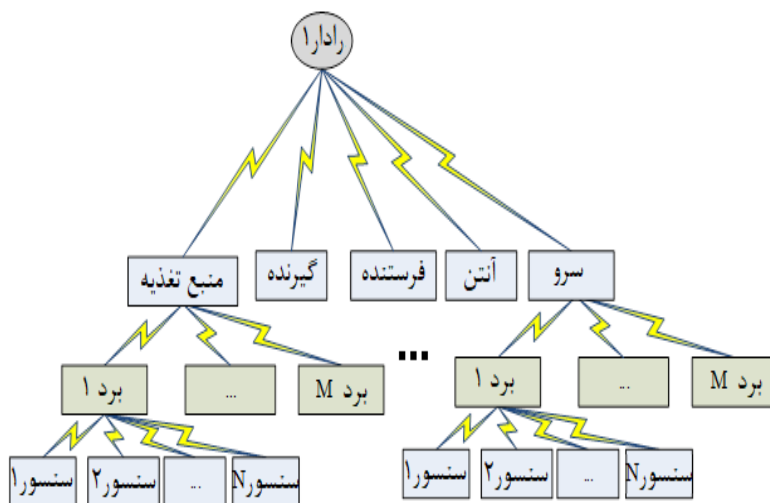 رادار۱
سرو
آنتن
فرستنده
گیرنده
منبع تغذیه
برد M
...
برد ۱
...
برد M
...
برد ۱
سنسورN
...
سنسور۲
سنسور۱
سنسورN
...
سنسور۲
سنسور۱